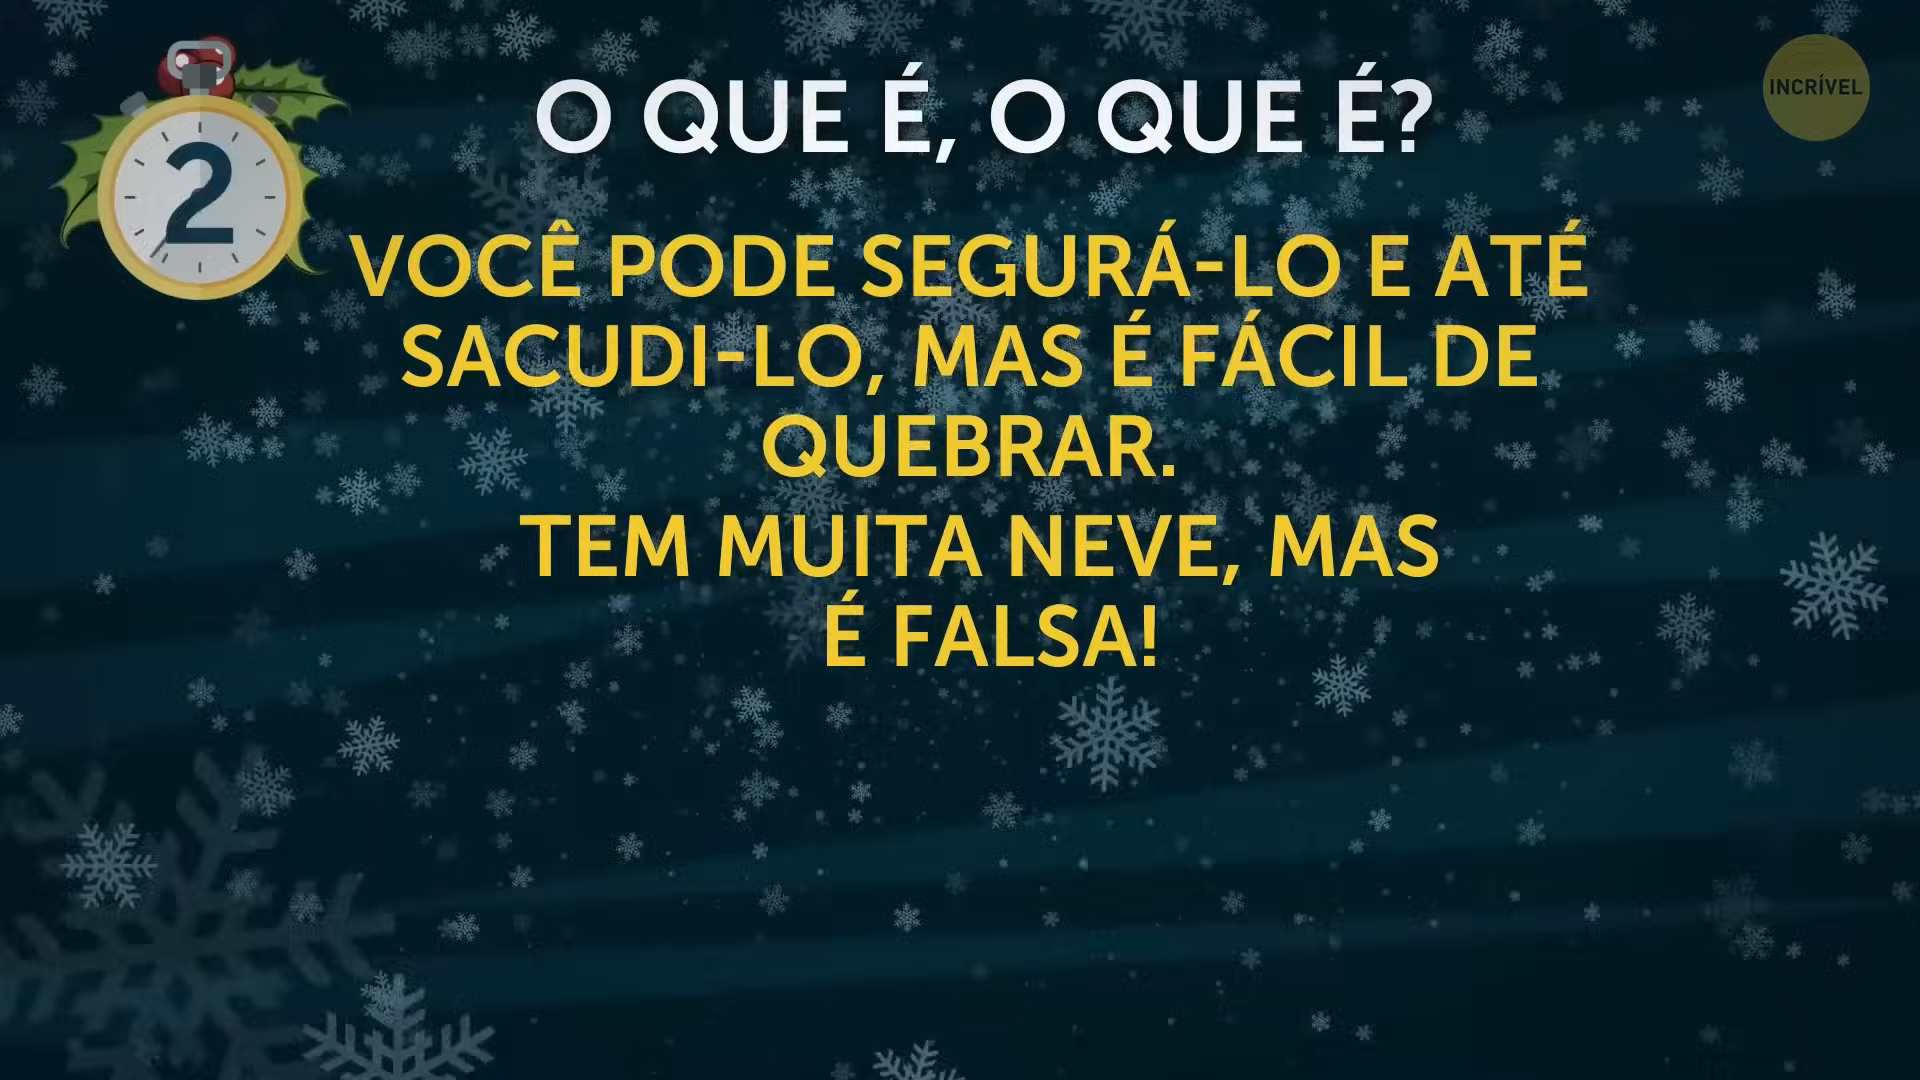 O QUE É, O QUE É?
INCRÍVEL
2
VOCÊ PODE SEGURÁ-LO E ATÉ
SACUDI-LO, MAS É FÁCIL DE
QUEBRAR.
TEM MUITA NEVE, MAS
É FALSA!